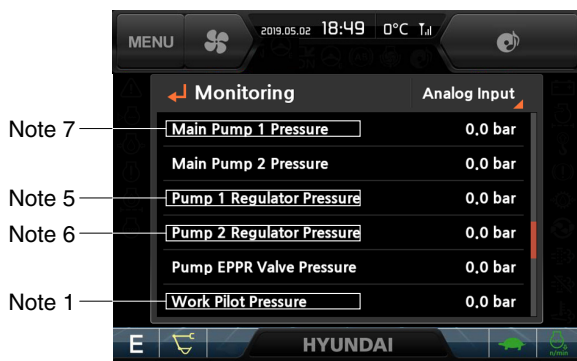 MENU 2019.05.02 18:49 0°C
Monitoring Analog Input
Note 7 Main Pump 1 Pressure 0.0 bar
Main Pump 2 Pressure 0.0 bar
Note 5 Pump 1 Regulator Pressure 0.0 bar
Note 6 Pump 2 Regulator Pressure 0.0 bar
Pump EPPR Valve Pressure 0.0 bar
Note 1 Work Pilot Pressure 0.0 bar
E HYUNDAI n/min